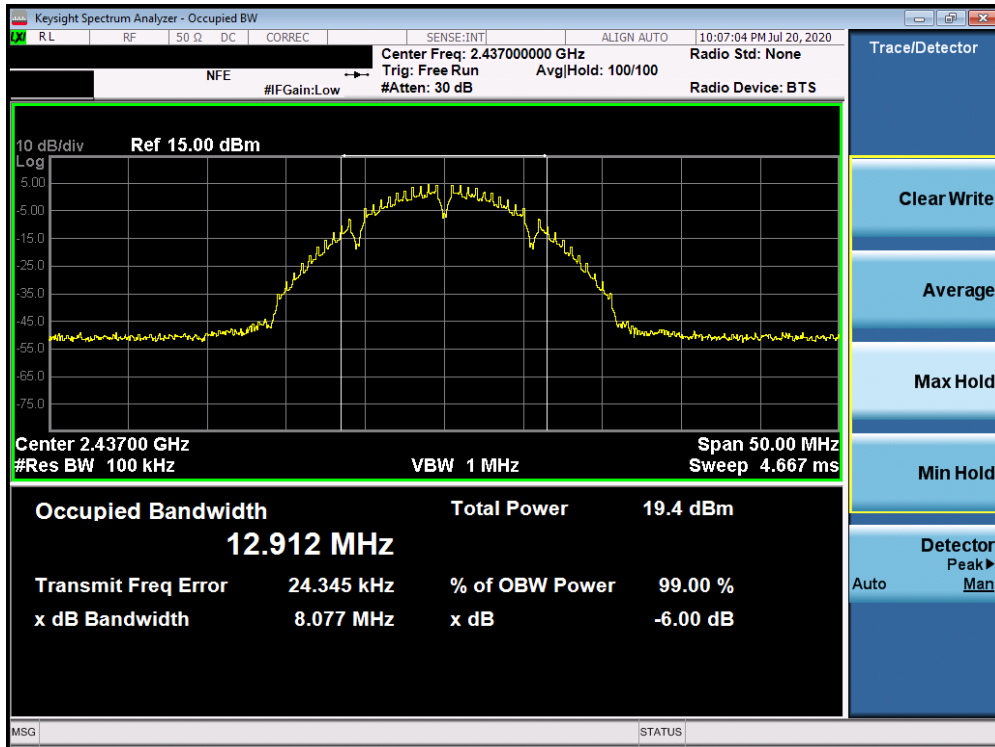 Keysight Spectrum Analyzer - Occupied BW
LXI RL RF 50 Ω DC CORREC SENSE:INT ALIGN AUTO 10:07:04 PM Jul 20, 2020
Center Freq: 2.437000000 GHz Radio Std: None
NFE Trig: Free Run Avg|Hold: 100/100
#IFGain:Low #Atten: 30 dB Radio Device: BTS
10 dB/div Ref 15.00 dBm
Log
5.00
-5.00
-15.0
-25.0
-35.0
-45.0
-55.0
-65.0
-75.0
Center 2.43700 GHz Span 50.00 MHz
#Res BW 100 kHz VBW 1 MHz Sweep 4.667 ms
Occupied Bandwidth Total Power 19.4 dBm
12.912 MHz
Transmit Freq Error 24.345 kHz % of OBW Power 99.00 %
x dB Bandwidth 8.077 MHz x dB -6.00 dB
MSG STATUS
Trace/Detector
Clear Write
Average
Max Hold
Min Hold
Detector
Peak▶
Auto Man